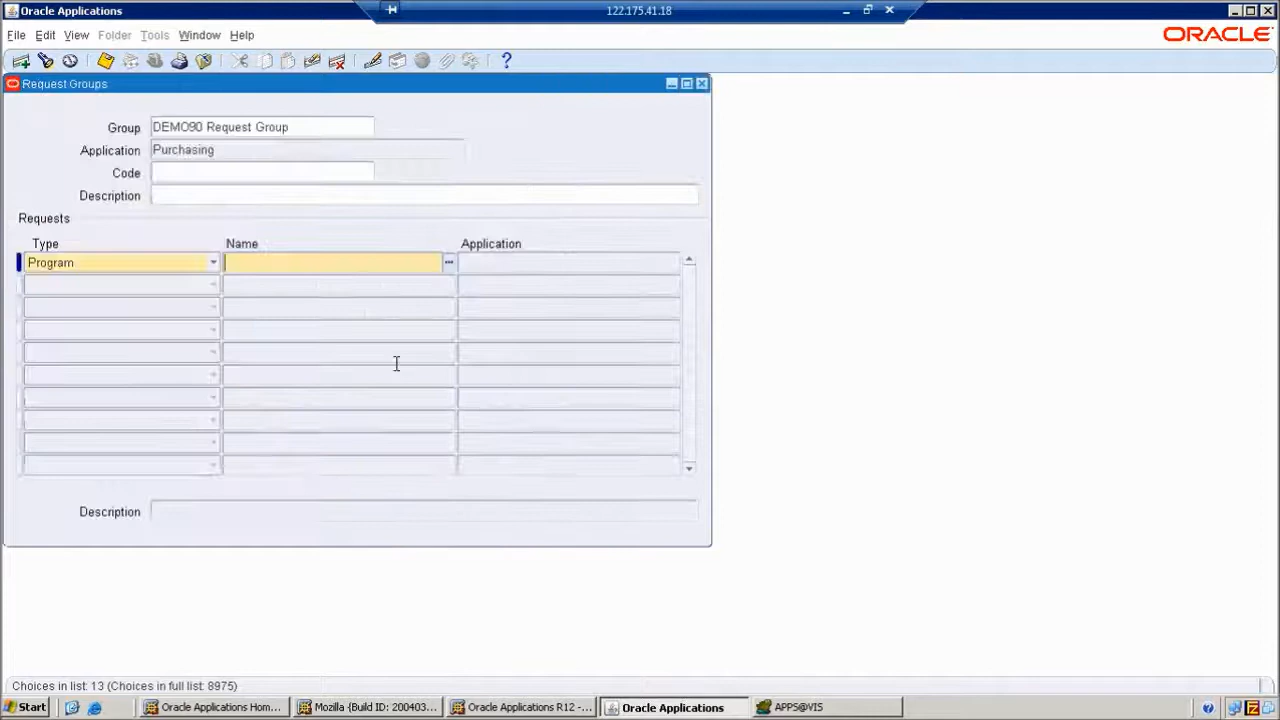 Oracle Applications
122.175.41.18
File Edit View Folder Tools Window Help
ORACLE
Request Groups
Group DEMO90 Request Group
Application Purchasing
Code
Description
Requests
Type Name Application
Program
Description
Choices in list: 13 (Choices in full list: 8975)
Start Oracle Applications Hom... Mozilla {Build ID: 200403... Oracle Applications R12 -... Oracle Applications APPS@VIS